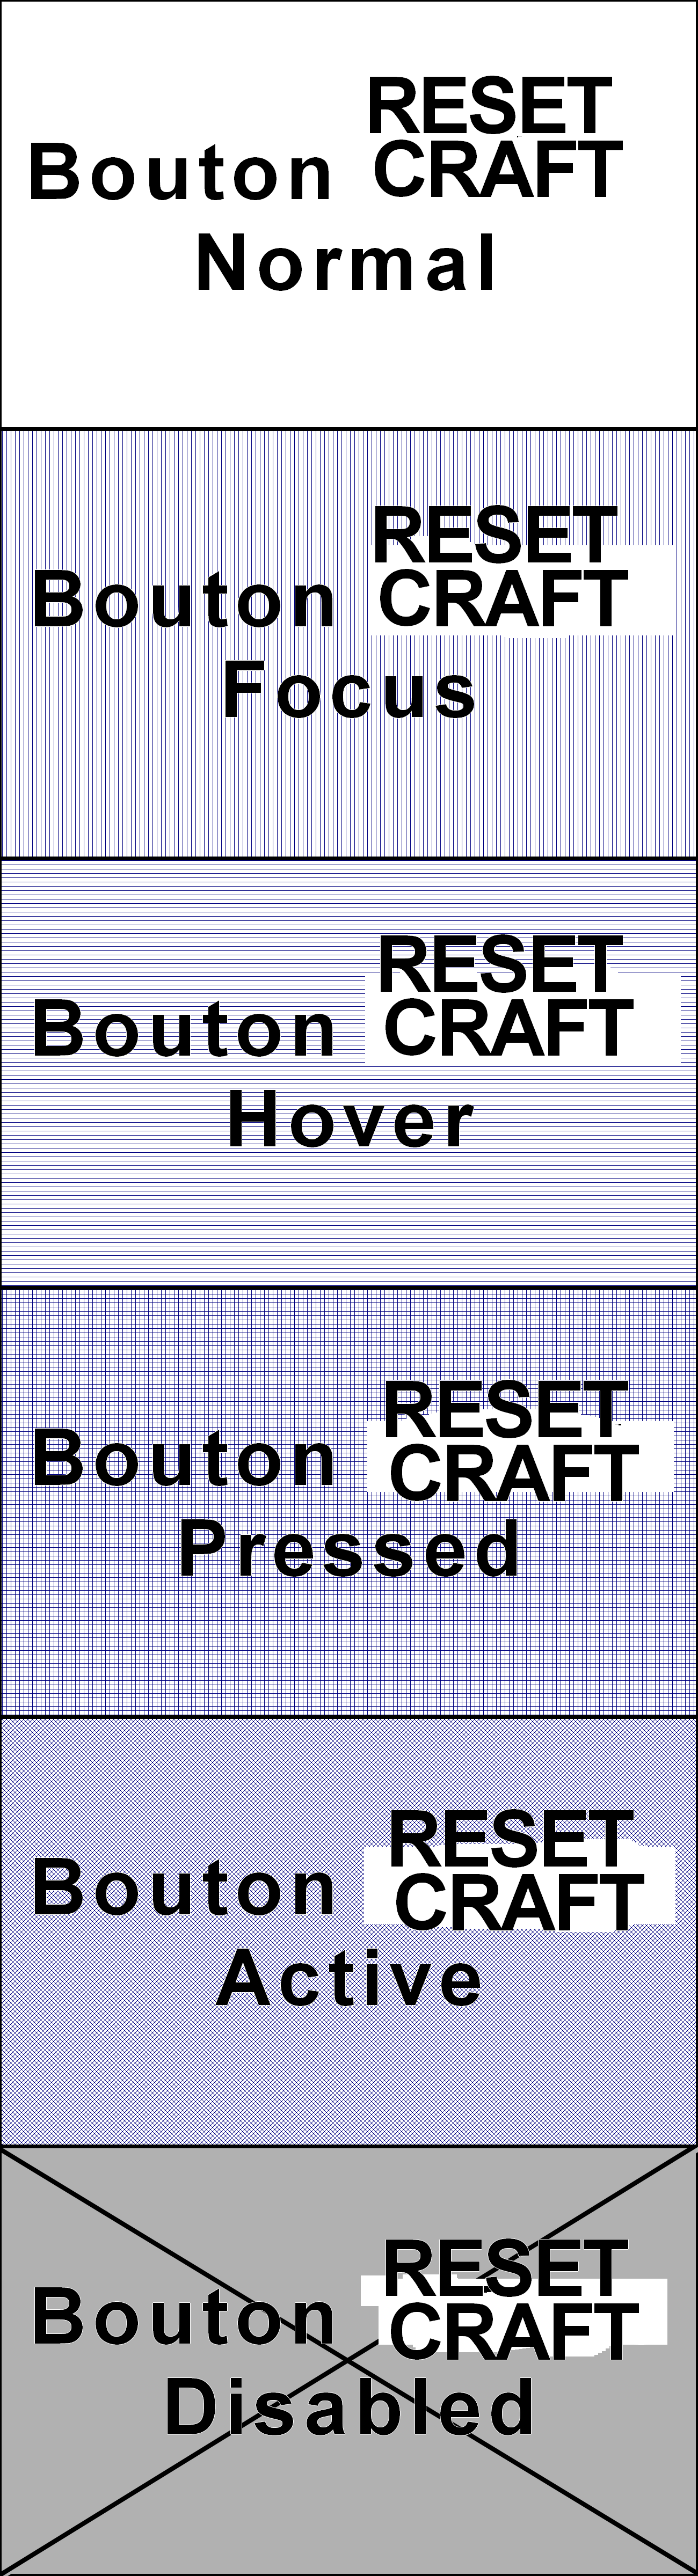 RESET
Bouton CRAFT
Normal
RESET
Bouton CRAFT
Focus
RESET
Bouton CRAFT
Hover
RESET
Bouton CRAFT
Pressed
RESET
Bouton CRAFT
Active
RESET
Bouton CRAFT
Disabled